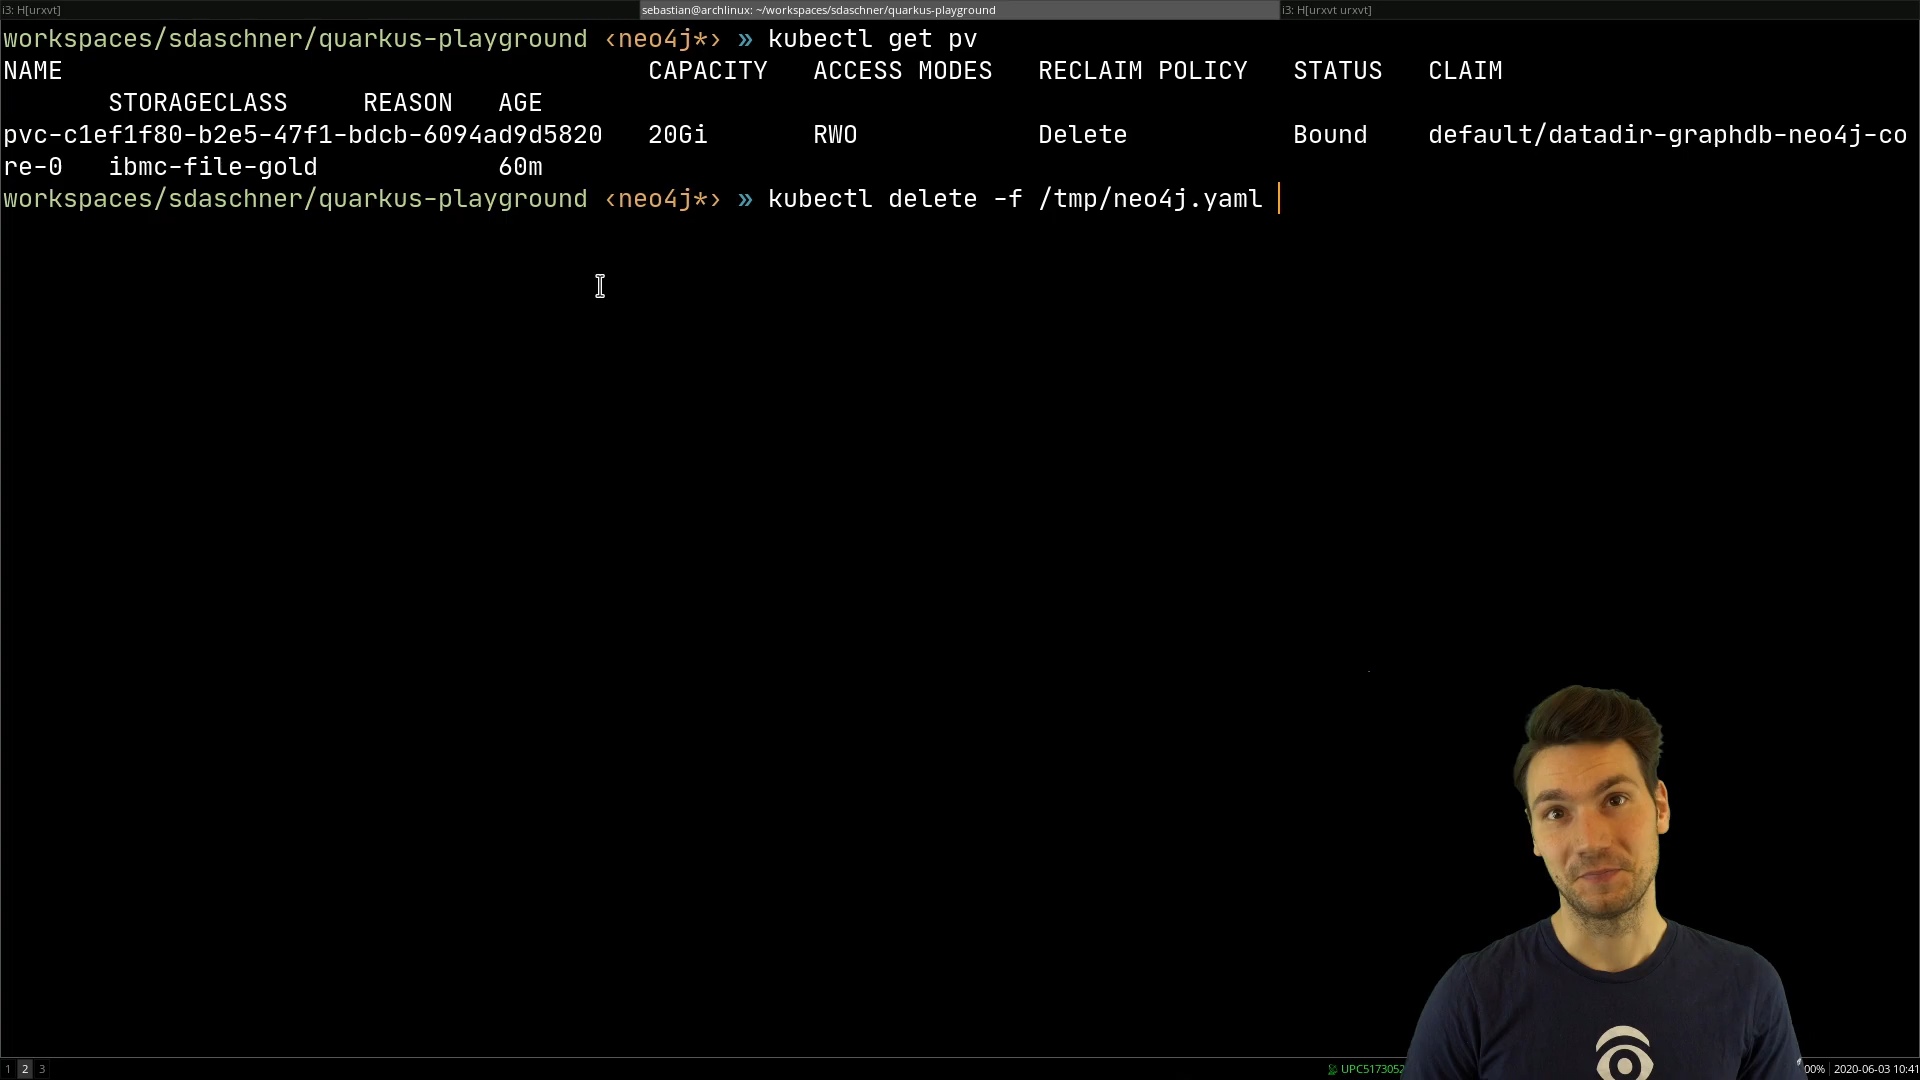 i3: H[urxvt]
sebastian@archlinux: ~/workspaces/sdaschner/quarkus-playground
i3: H[urxvt urxvt]
workspaces/sdaschner/quarkus-playground ‹neo4j*› » kubectl get pv
NAME CAPACITY ACCESS MODES RECLAIM POLICY STATUS CLAIM
STORAGECLASS REASON AGE
pvc-c1ef1f80-b2e5-47f1-bdcb-6094ad9d5820 20Gi RWO Delete Bound default/datadir-graphdb-neo4j-co
re-0 ibmc-file-gold 60m
workspaces/sdaschner/quarkus-playground ‹neo4j*› » kubectl delete -f /tmp/neo4j.yaml
1 2 3
UPC5173052
00% 2020-06-03 10:41